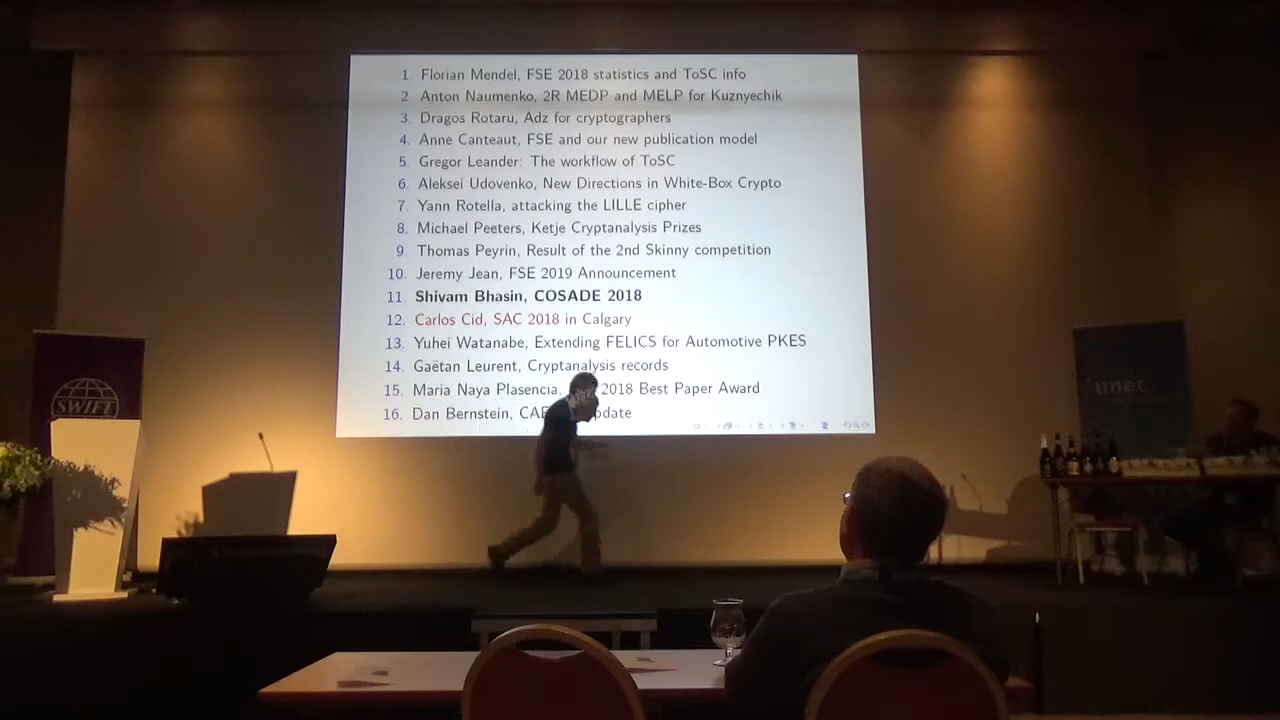 1. Florian Mendel, FSE 2018 statistics and ToSC info
2. Anton Naumenko, 2R MEDP and MELP for Kuznyechik
3. Dragos Rotaru, Adz for cryptographers
4. Anne Canteaut, FSE and our new publication model
5. Gregor Leander: The workflow of ToSC
6. Aleksei Udovenko, New Directions in White-Box Crypto
7. Yann Rotella, attacking the LILLE cipher
8. Michael Peeters, Ketje Cryptanalysis Prizes
9. Thomas Peyrin, Result of the 2nd Skinny competition
10. Jeremy Jean, FSE 2019 Announcement
11. Shivam Bhasin, COSADE 2018
12. Carlos Cid, SAC 2018 in Calgary
13. Yuhei Watanabe, Extending FELICS for Automotive PKES
14. Gaëtan Leurent, Cryptanalysis records
15. María Naya Plasencia, 2018 Best Paper Award
16. Dan Bernstein,
SWIFT
imec